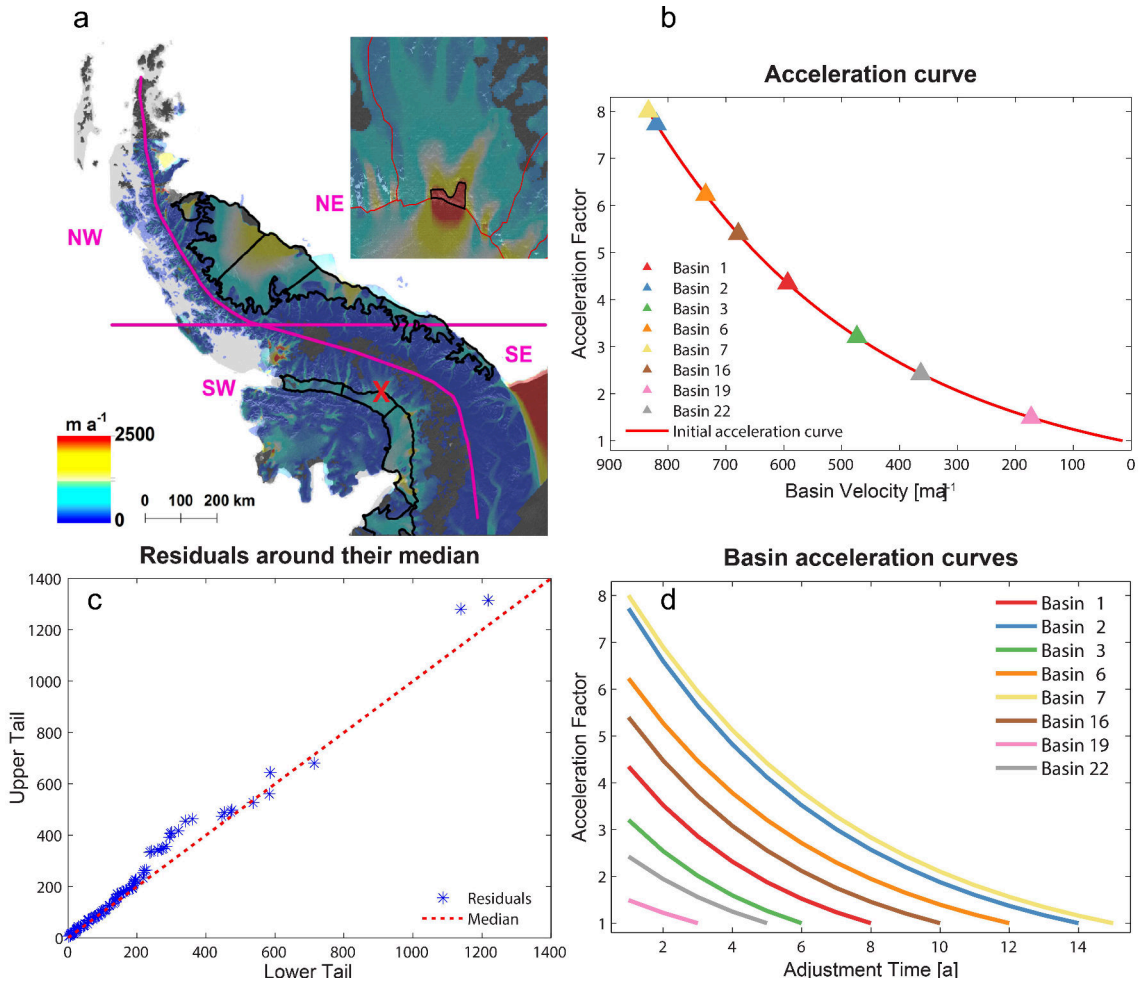 a
NE
NW
SE
SW
X
m a-1
2500
0
0 100 200 km
b
Acceleration curve
8
7
6
5
4
3
2
1
Acceleration Factor
Basin 1
Basin 2
Basin 3
Basin 6
Basin 7
Basin 16
Basin 19
Basin 22
Initial acceleration curve
900 800 700 600 500 400 300 200 100 0
Basin Velocity [ma]-1
Residuals around their median
c
1400
1200
1000
800
600
400
200
0
Upper Tail
Residuals
Median
0 200 400 600 800 1000 1200 1400
Lower Tail
Basin acceleration curves
d
8
7
6
5
4
3
2
1
Acceleration Factor
Basin 1
Basin 2
Basin 3
Basin 6
Basin 7
Basin 16
Basin 19
Basin 22
2 4 6 8 10 12 14
Adjustment Time [a]